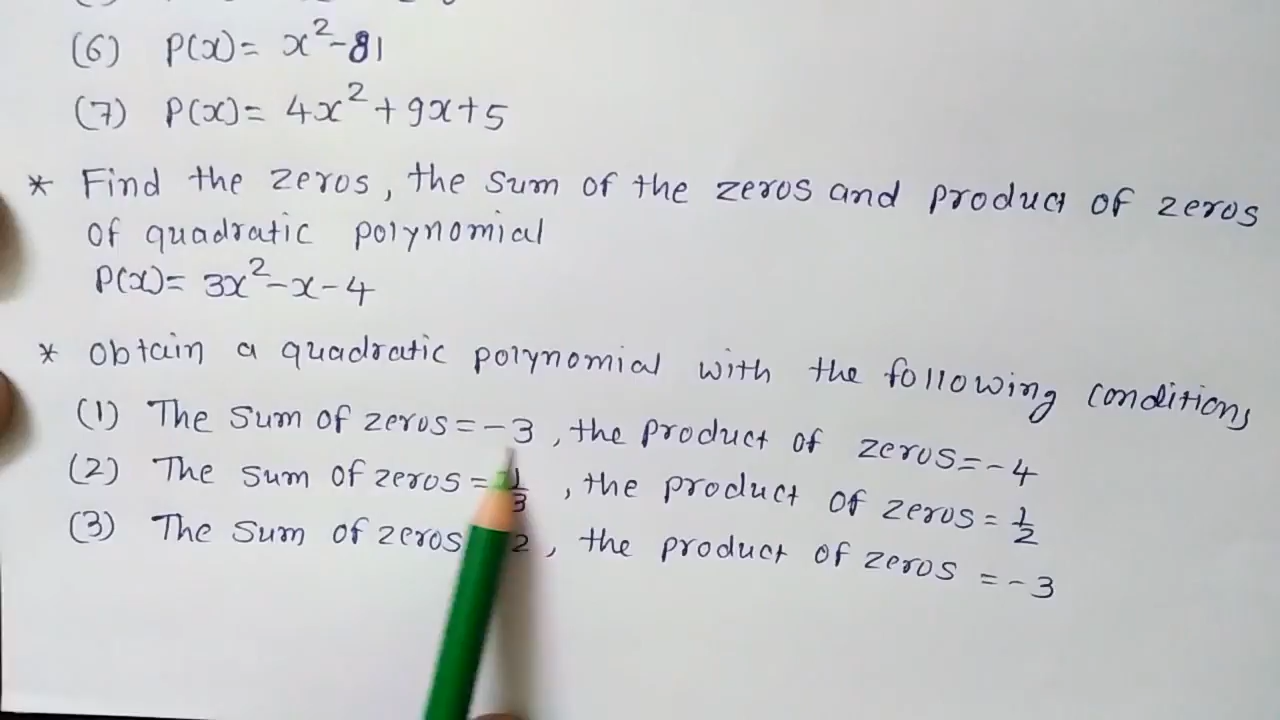 (6) P(x)= x²-81
(7) P(x)= 4x²+9x+5
* Find the zeros, the sum of the zeros and product of zeros
of quadratic polynomial
P(x)= 3x²-x-4
* Obtain a quadratic polynomial with the following conditions
(1) The sum of zeros=-3, the product of zeros=-4
(2) The sum of zeros= 1/3, the product of zeros= 1/2
(3) The sum of zeros 2, the product of zeros =-3